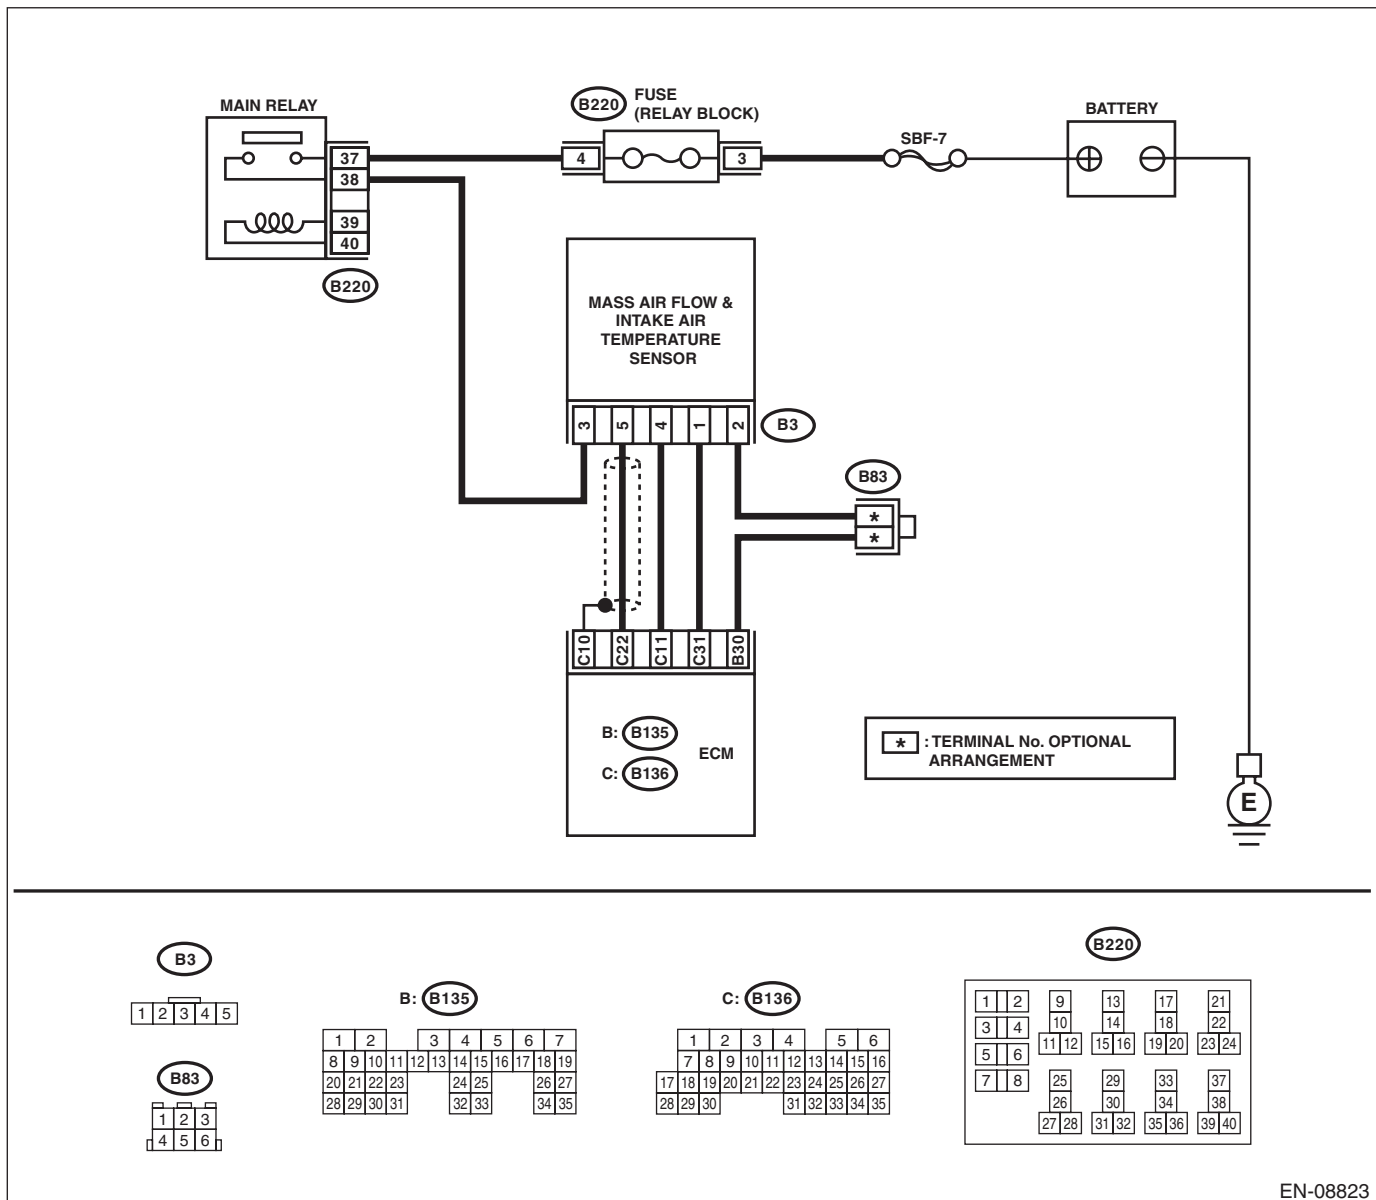 MAIN RELAY
B220
FUSE
(RELAY BLOCK)
SBF-7
BATTERY
37
38
39
40
B220
4
3
MASS AIR FLOW &
INTAKE AIR
TEMPERATURE
SENSOR
3 5 4 1 2
B3
B83
*
*
C10 C22 C11 C31 B30
B: B135
C: B136
ECM
* : TERMINAL No. OPTIONAL
ARRANGEMENT
E
B3
1 2 3 4 5
B83
1 2 3
4 5 6
B: B135
1 2 3 4 5 6 7
8 9 10 11 12 13 14 15 16 17 18 19
20 21 22 23 24 25 26 27
28 29 30 31 32 33 34 35
C: B136
1 2 3 4 5 6
7 8 9 10 11 12 13 14 15 16
17 18 19 20 21 22 23 24 25 26 27
28 29 30 31 32 33 34 35
B220
1 2 9 13 17 21
3 4 10 14 18 22
5 6 11 12 15 16 19 20 23 24
7 8 25 29 33 37
26 30 34 38
27 28 31 32 35 36 39 40
EN-08823